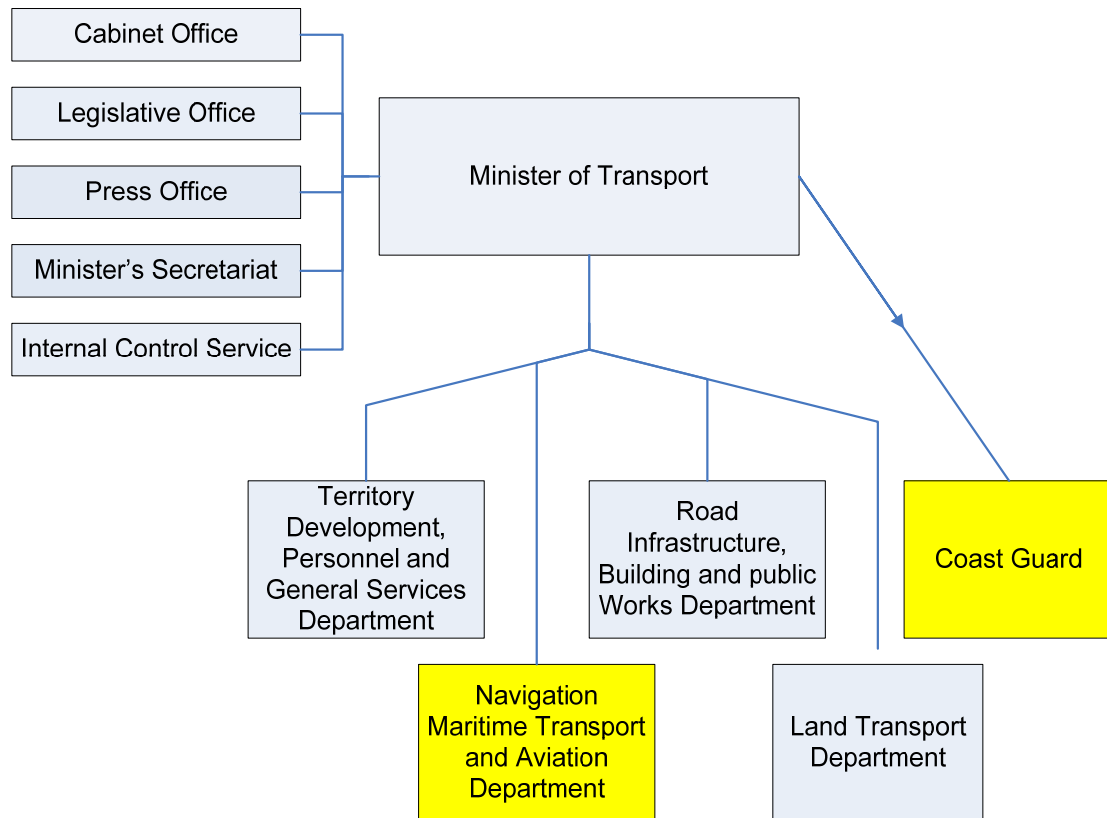 Cabinet Office
Legislative Office
Press Office
Minister's Secretariat
Internal Control Service
Minister of Transport
Territory
Development,
Personnel and
General Services
Department
Road
Infrastructure,
Building and public
Works Department
Coast Guard
Navigation
Maritime Transport
and Aviation
Department
Land Transport
Department